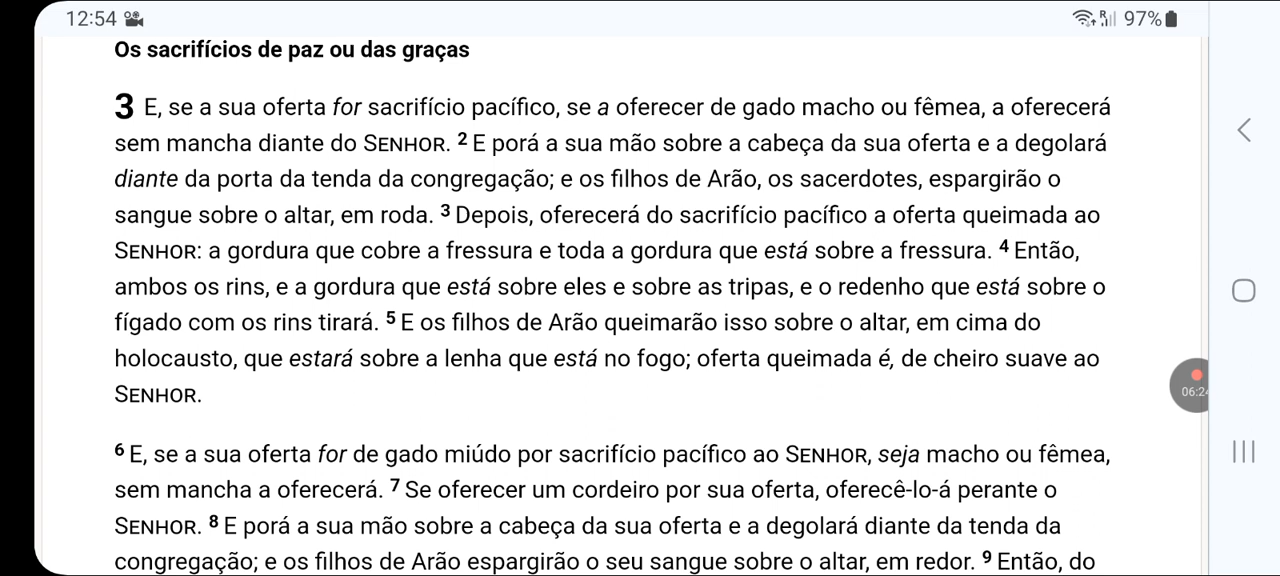 12:54 97%
Os sacrifícios de paz ou das graças
3 E, se a sua oferta for sacrifício pacífico, se a oferecer de gado macho ou fêmea, a oferecerá
sem mancha diante do SENHOR. 2 E porá a sua mão sobre a cabeça da sua oferta e a degolará
diante da porta da tenda da congregação; e os filhos de Arão, os sacerdotes, espargirão o
sangue sobre o altar, em roda. 3 Depois, oferecerá do sacrifício pacífico a oferta queimada ao
SENHOR: a gordura que cobre a fressura e toda a gordura que está sobre a fressura. 4 Então,
ambos os rins, e a gordura que está sobre eles e sobre as tripas, e o redenho que está sobre o
fígado com os rins tirará. 5 E os filhos de Arão queimarão isso sobre o altar, em cima do
holocausto, que estará sobre a lenha que está no fogo; oferta queimada é, de cheiro suave ao
SENHOR.
06:24
6 E, se a sua oferta for de gado miúdo por sacrifício pacífico ao SENHOR, seja macho ou fêmea,
sem mancha a oferecerá. 7 Se oferecer um cordeiro por sua oferta, oferecê-lo-á perante o
SENHOR. 8 E porá a sua mão sobre a cabeça da sua oferta e a degolará diante da tenda da
congregação; e os filhos de Arão espargirão o seu sangue sobre o altar, em redor. 9 Então, do